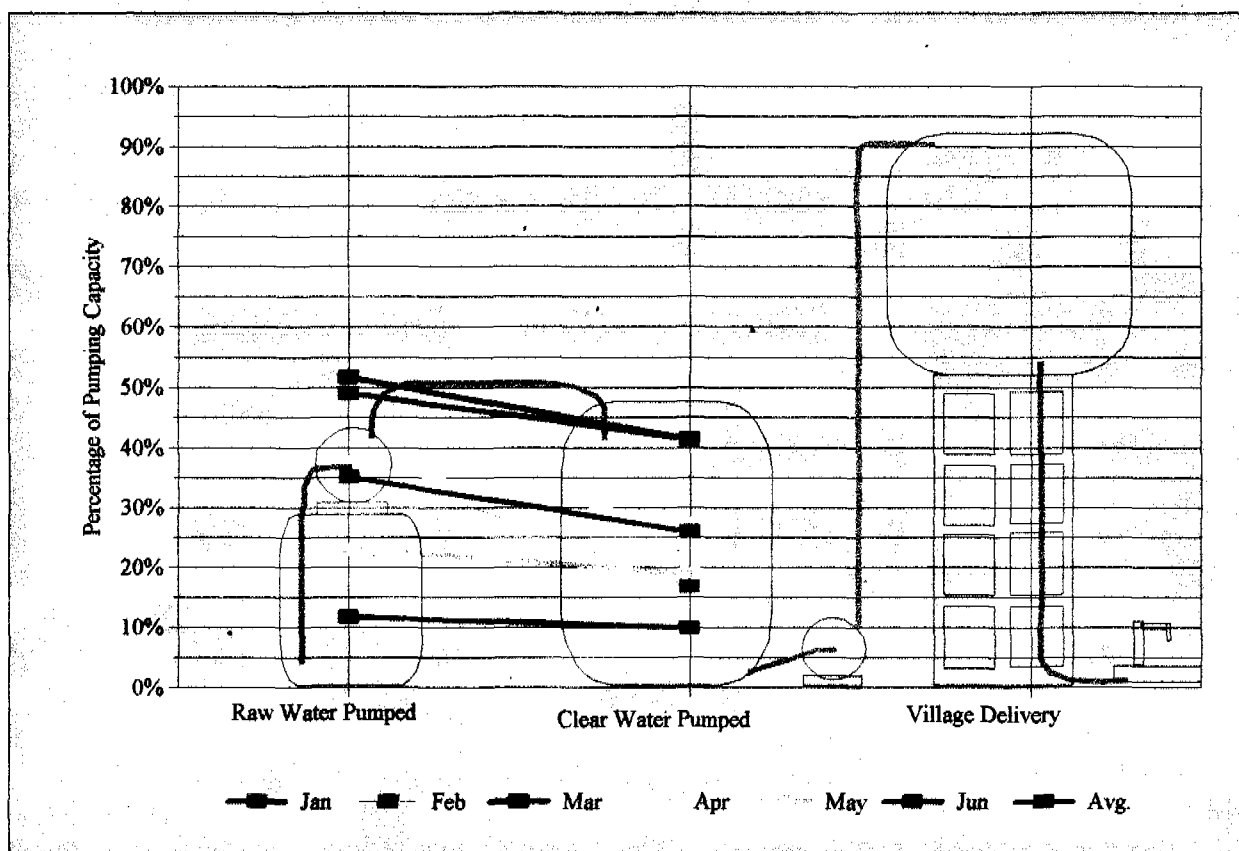 Percentage of Pumping Capacity
100%
90%
80%
70%
60%
50%
40%
30%
20%
10%
0%
Raw Water Pumped
Clear Water Pumped
Village Delivery
Jan Feb Mar Apr May Jun Avg.